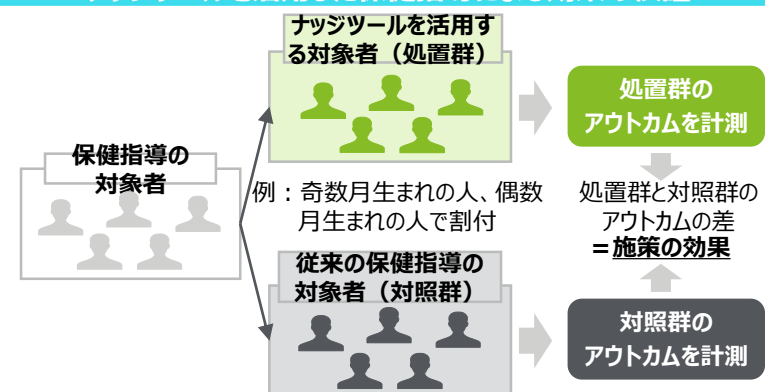 ナッジツールを活用す
る対象者（処置群）
処置群の
アウトカムを計測
保健指導の
対象者
例：奇数月生まれの人、偶数
月生まれの人で割付
処置群と対照群の
アウトカムの差
＝施策の効果
従来の保健指導の
対象者（対照群）
対照群の
アウトカムを計測